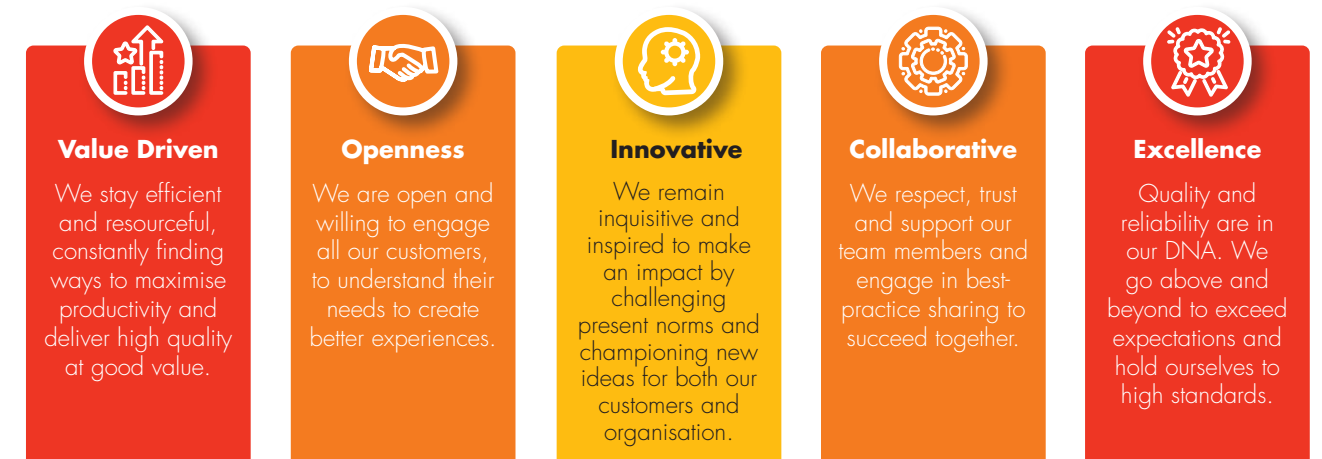 Value Driven
We stay efficient
and resourceful,
constantly finding
ways to maximise
productivity and
deliver high quality
at good value.
Openness
We are open and
willing to engage
all our customers,
to understand their
needs to create
better experiences.
Innovative
We remain
inquisitive and
inspired to make
an impact by
challenging
present norms and
championing new
ideas for both our
customers and
organisation.
Collaborative
We respect, trust
and support our
team members and
engage in best-
practice sharing to
succeed together.
Excellence
Quality and
reliability are in
our DNA. We
go above and
beyond to exceed
expectations and
hold ourselves to
high standards.